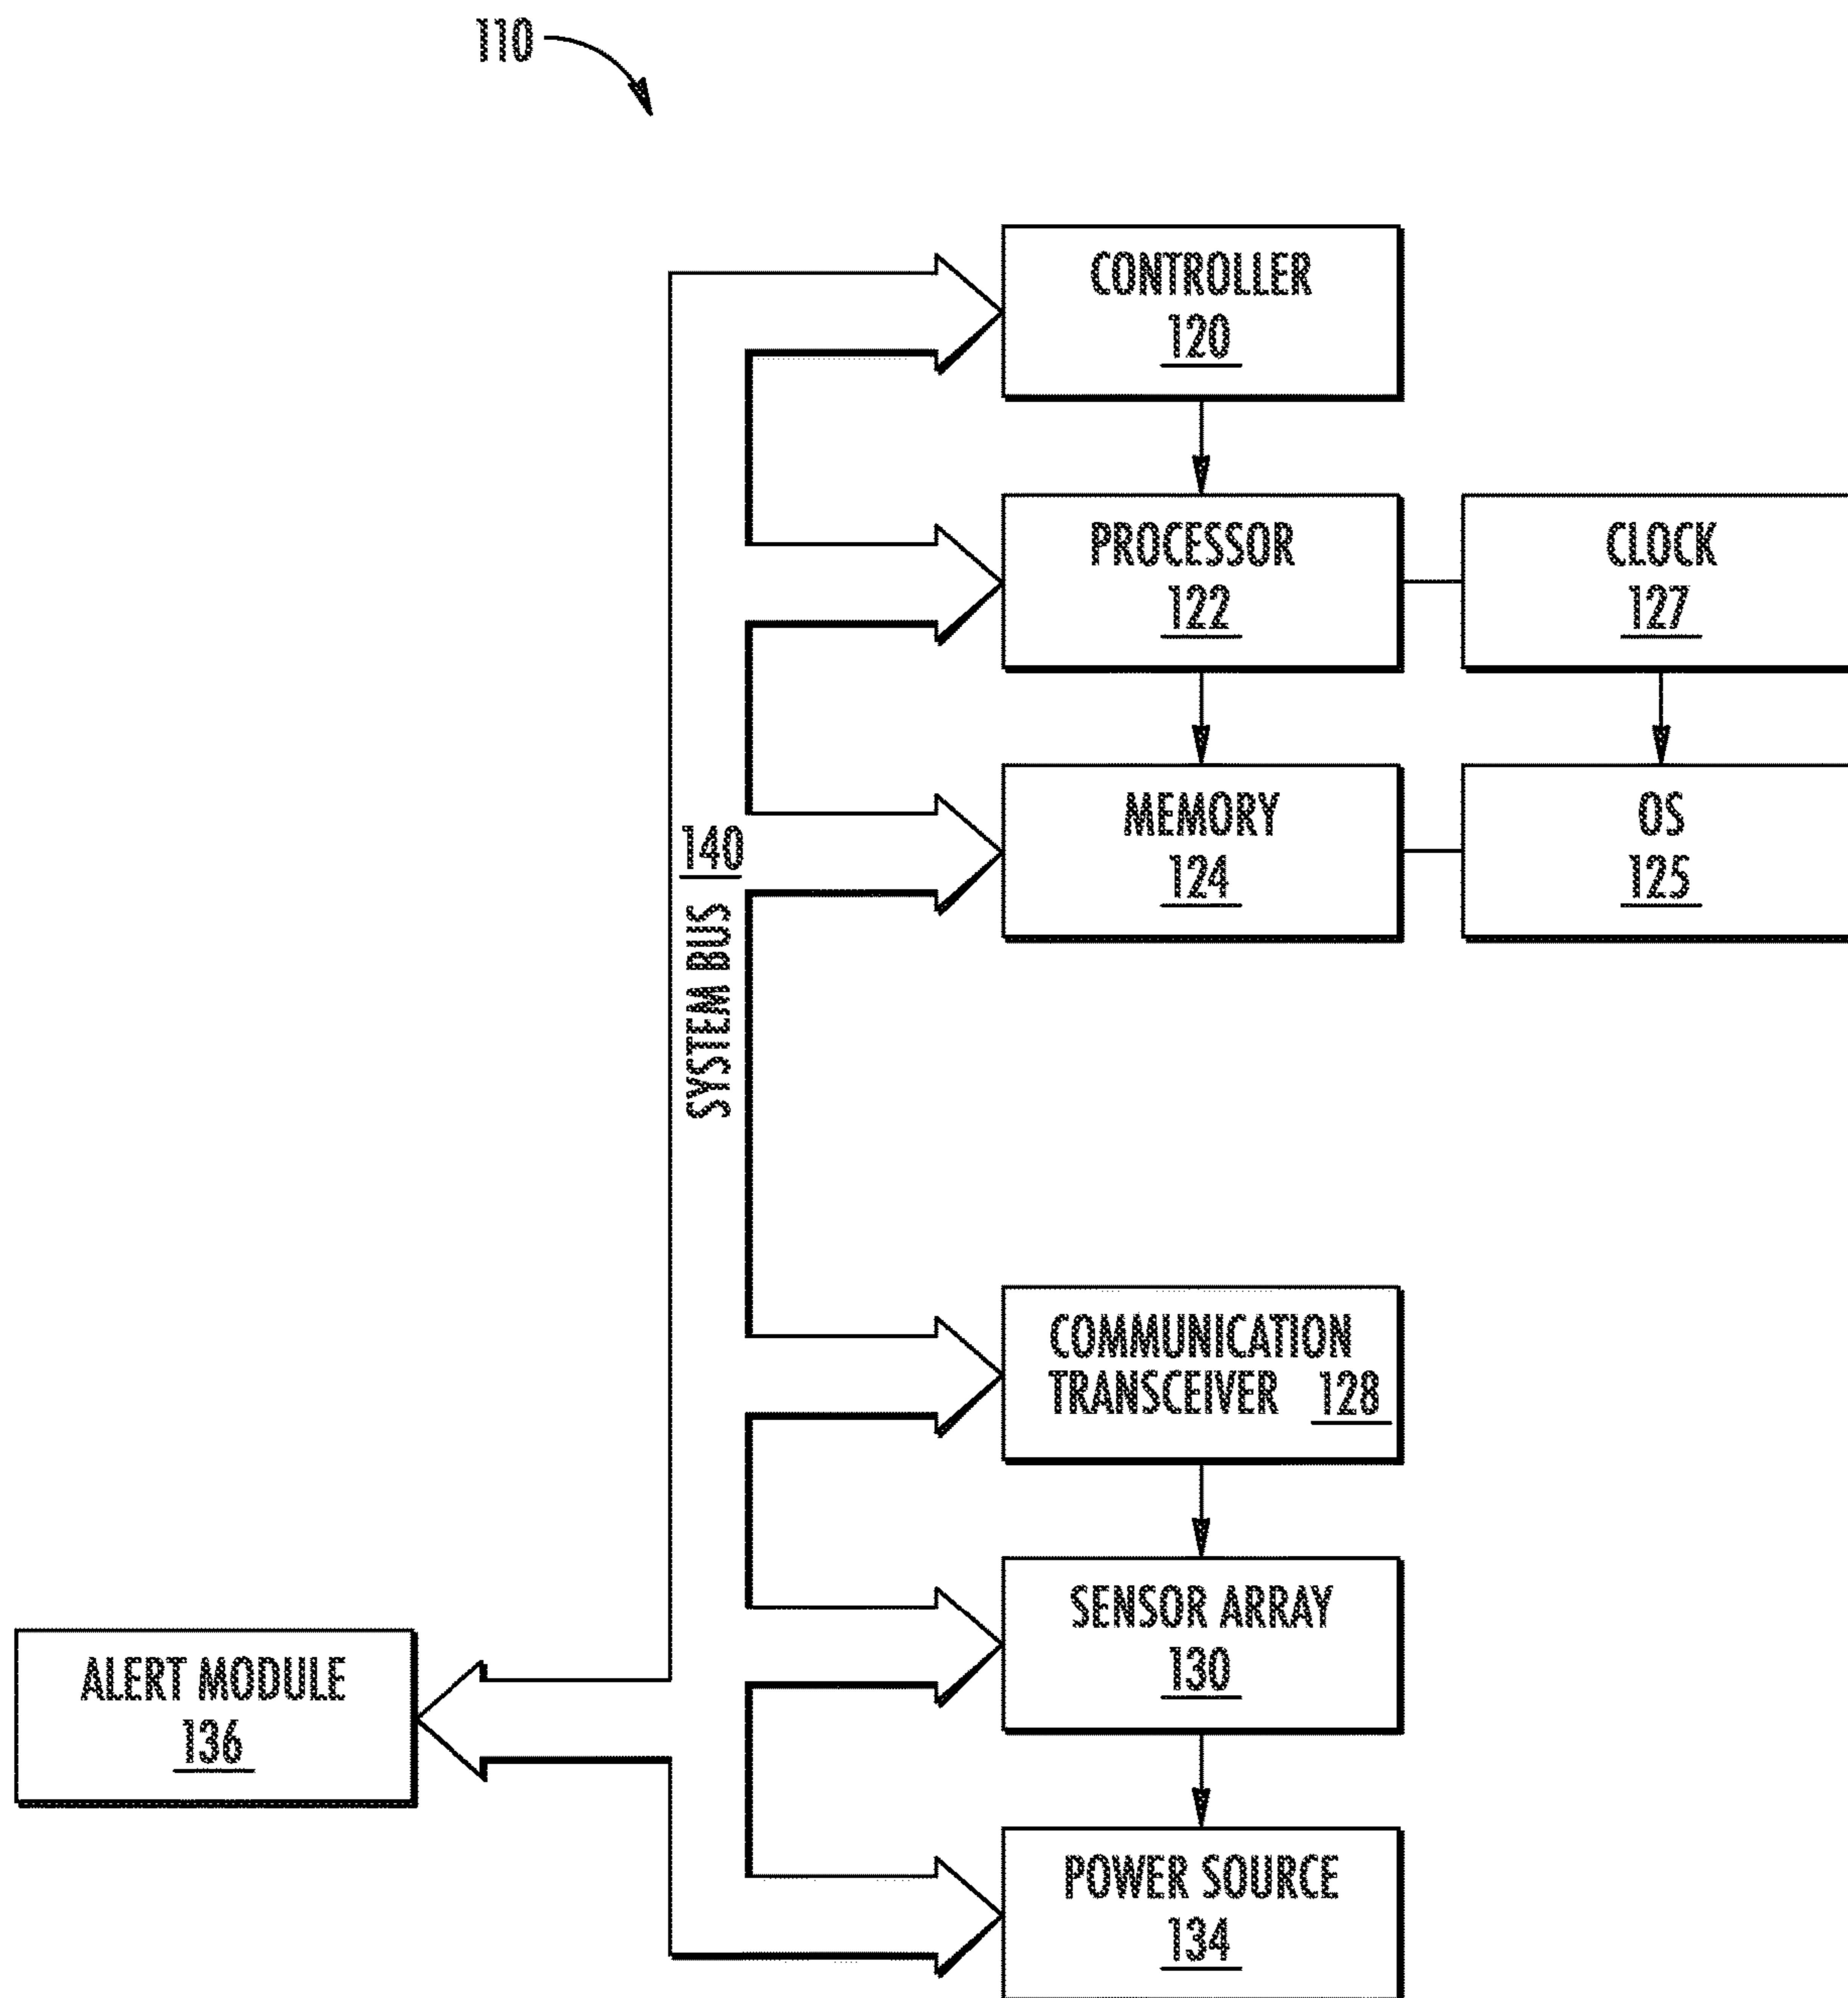 110
CONTROLLER
120
PROCESSOR
122
CLOCK
127
MEMORY
124
OS
125
140
SYSTEM BUS
COMMUNICATION
TRANSCEIVER 128
SENSOR ARRAY
130
ALERT MODULE
136
POWER SOURCE
134